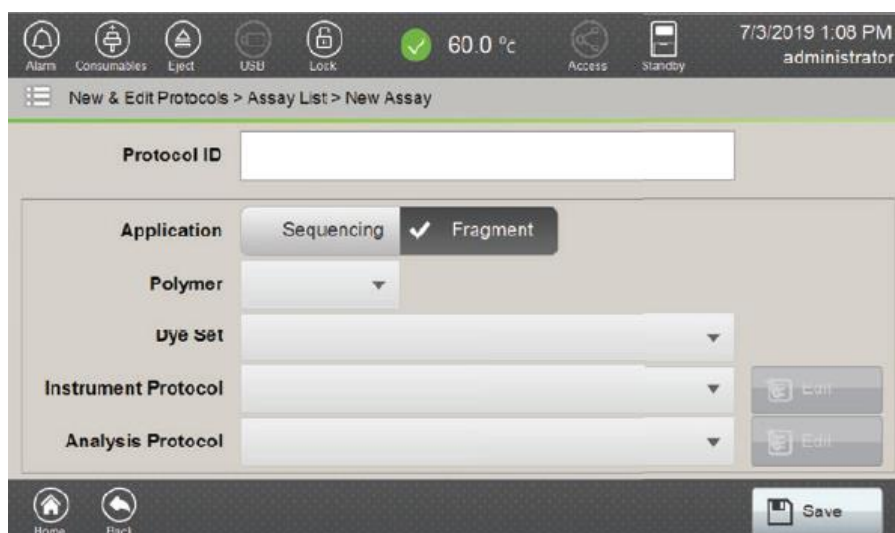 60.0 °c
7/3/2019 1:08 PM
Alarm Consumables Eject USB Lock Access Standby administrator
New & Edit Protocols > Assay List > New Assay
Protocol ID
Application Sequencing Fragment
Polymer
Dye Set
Instrument Protocol Edit
Analysis Protocol Edit
Save
Home Back